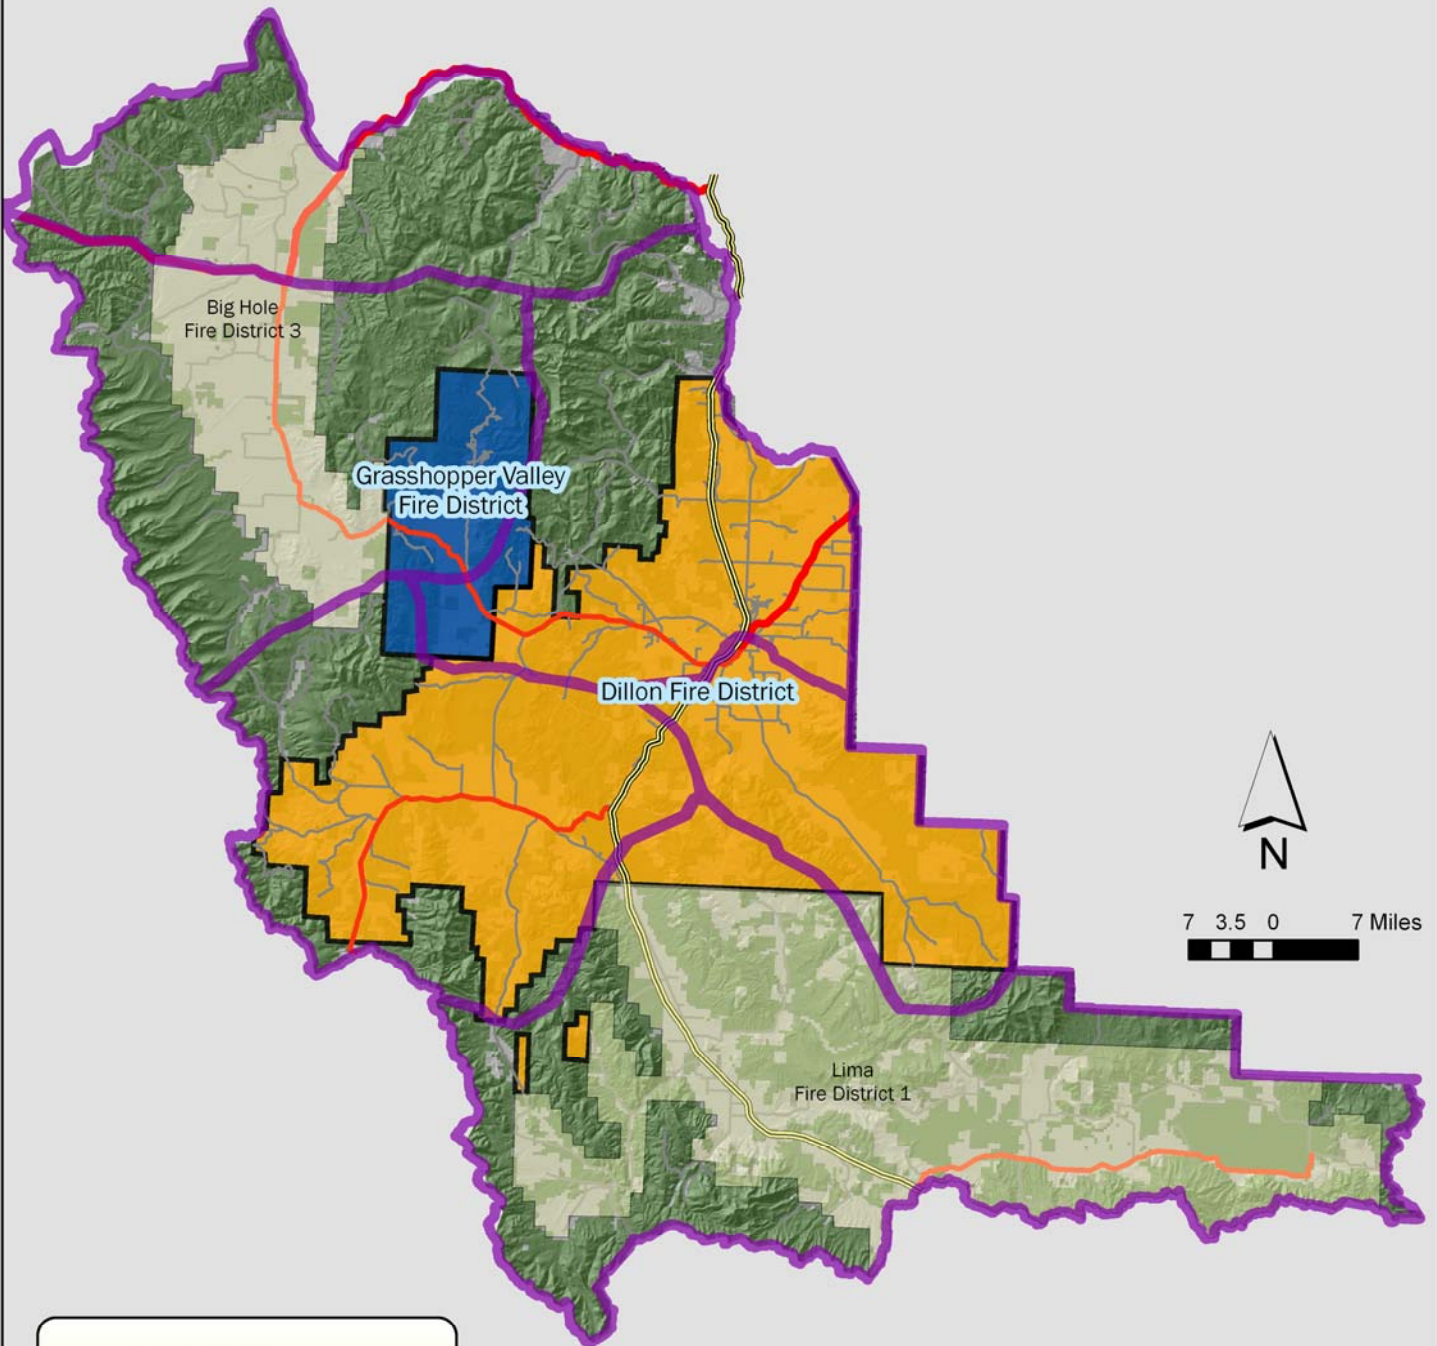 Big Hole
Fire District 3
Grasshopper Valley
Fire District
Dillon Fire District
N
7 3.5 0 7 Miles
Lima
Fire District 1